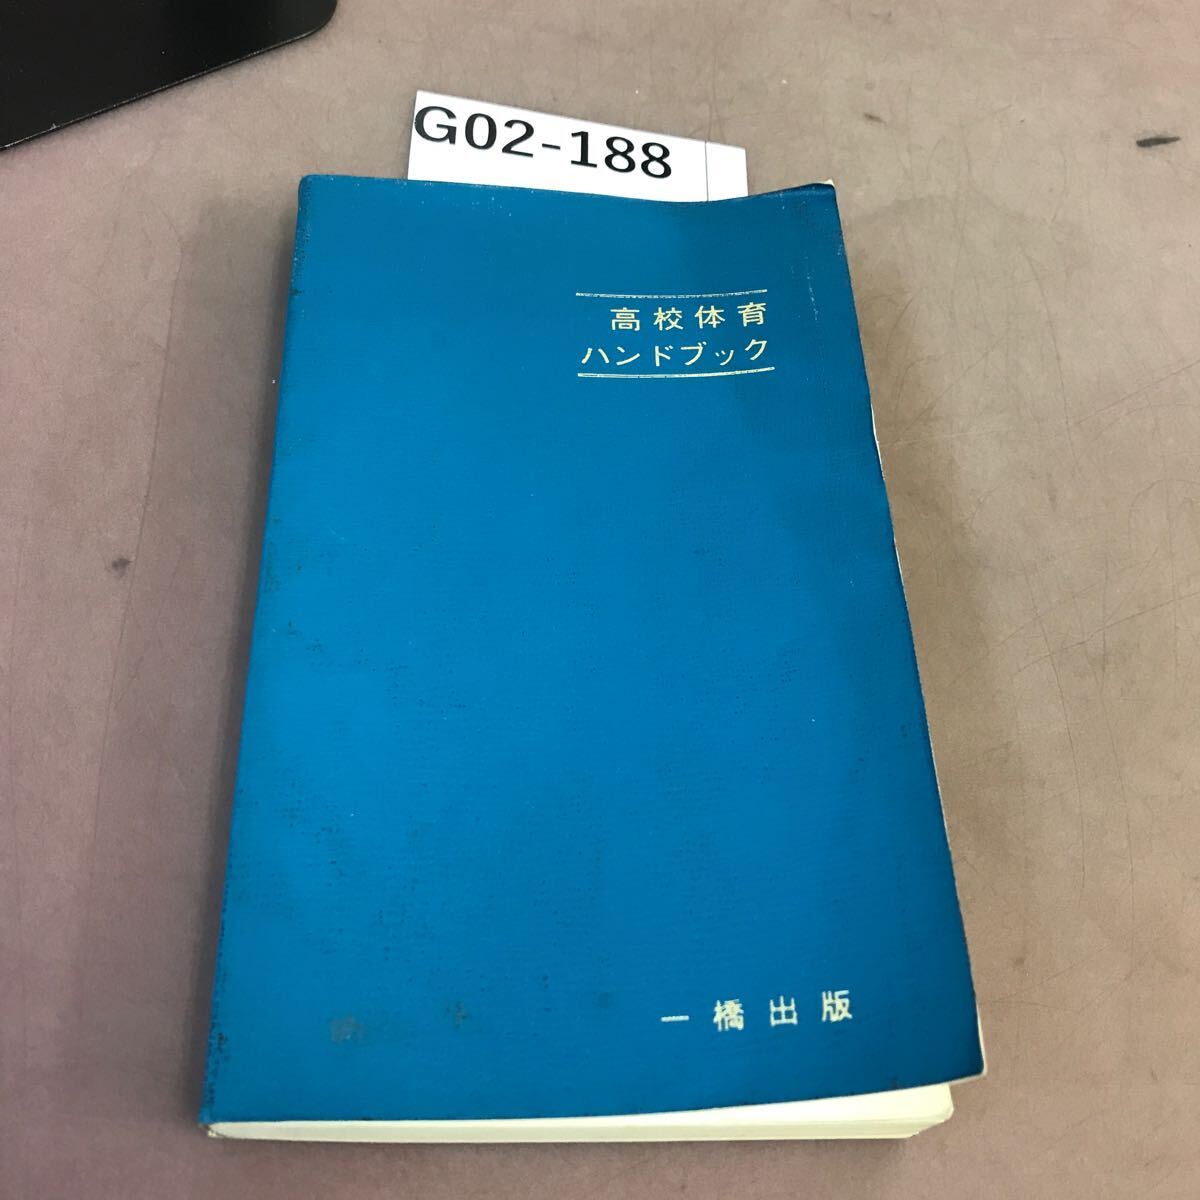 G02-188
高校体育
ハンドブック
一橋出版